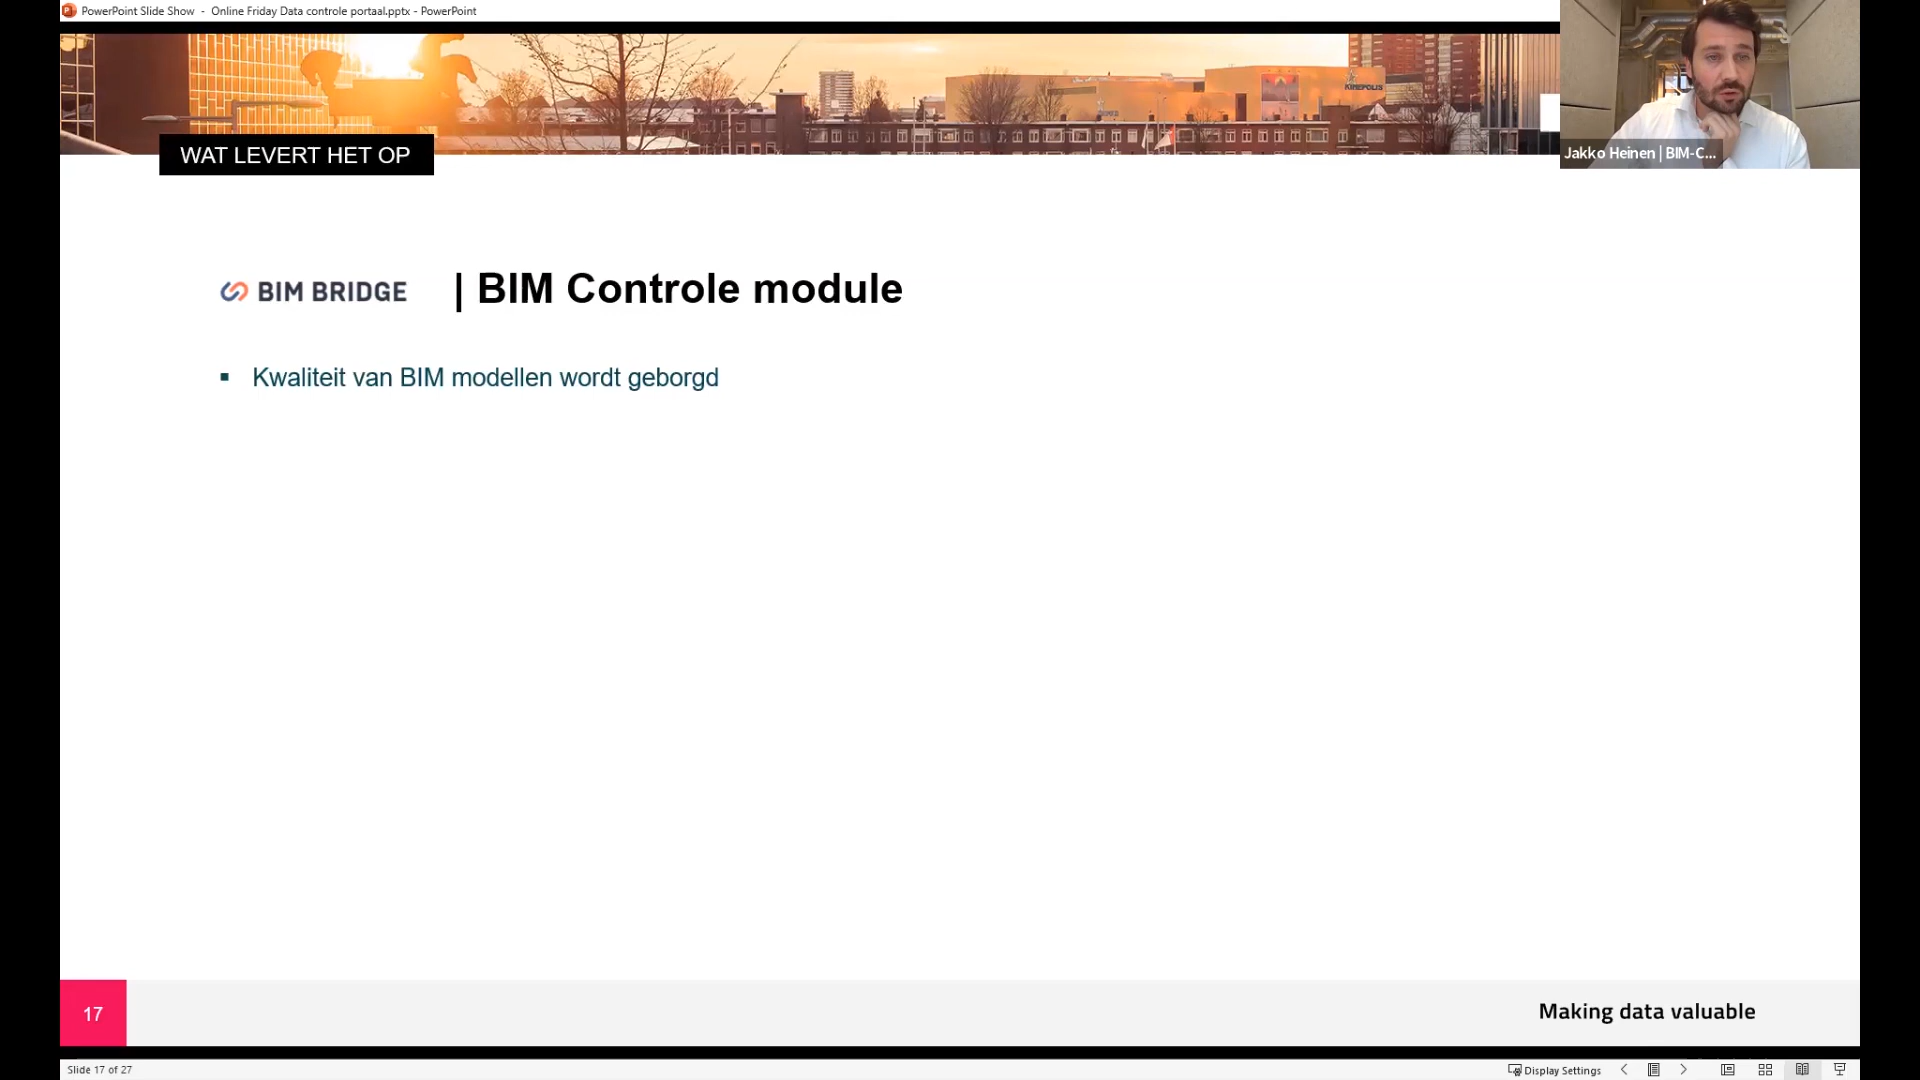 PowerPoint Slide Show - Online Friday Data controle portaal.pptx - PowerPoint
KINEPOLIS
Jakko Heinen | BIM-C...
WAT LEVERT HET OP
BIM BRIDGE | BIM Controle module
▪ Kwaliteit van BIM modellen wordt geborgd
17
Making data valuable
Slide 17 of 27
Display Settings